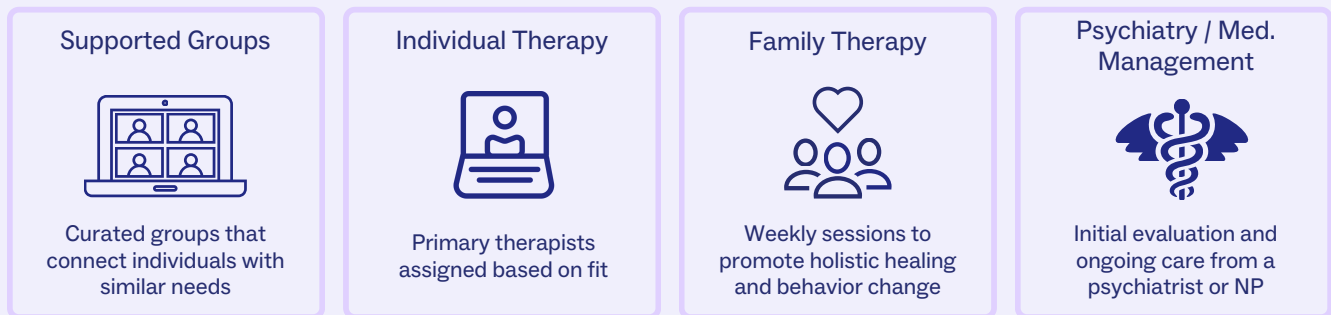 Supported Groups
Curated groups that
connect individuals with
similar needs
Individual Therapy
Primary therapists
assigned based on fit
Family Therapy
Weekly sessions to
promote holistic healing
and behavior change
Psychiatry / Med.
Management
Initial evaluation and
ongoing care from a
psychiatrist or NP